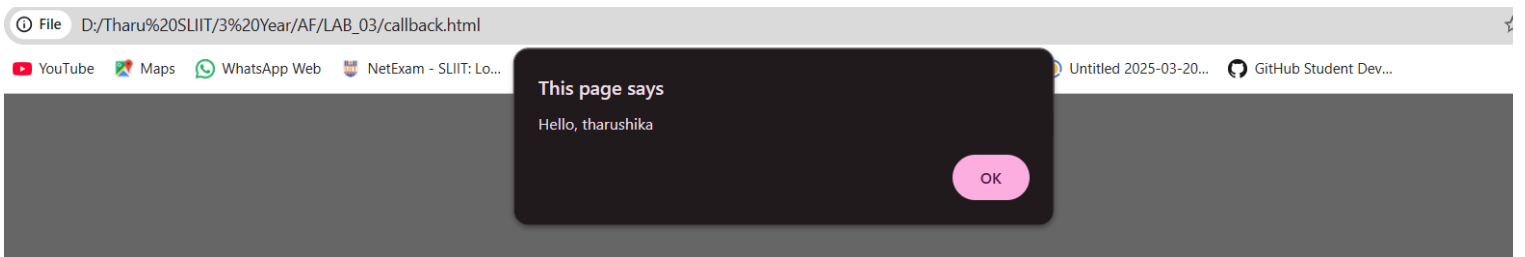 File D:/Tharu%20SLIIT/3%20Year/AF/LAB_03/callback.html
YouTube Maps WhatsApp Web NetExam - SLIIT: Lo... Untitled 2025-03-20... GitHub Student Dev...
This page says
Hello, tharushika
OK